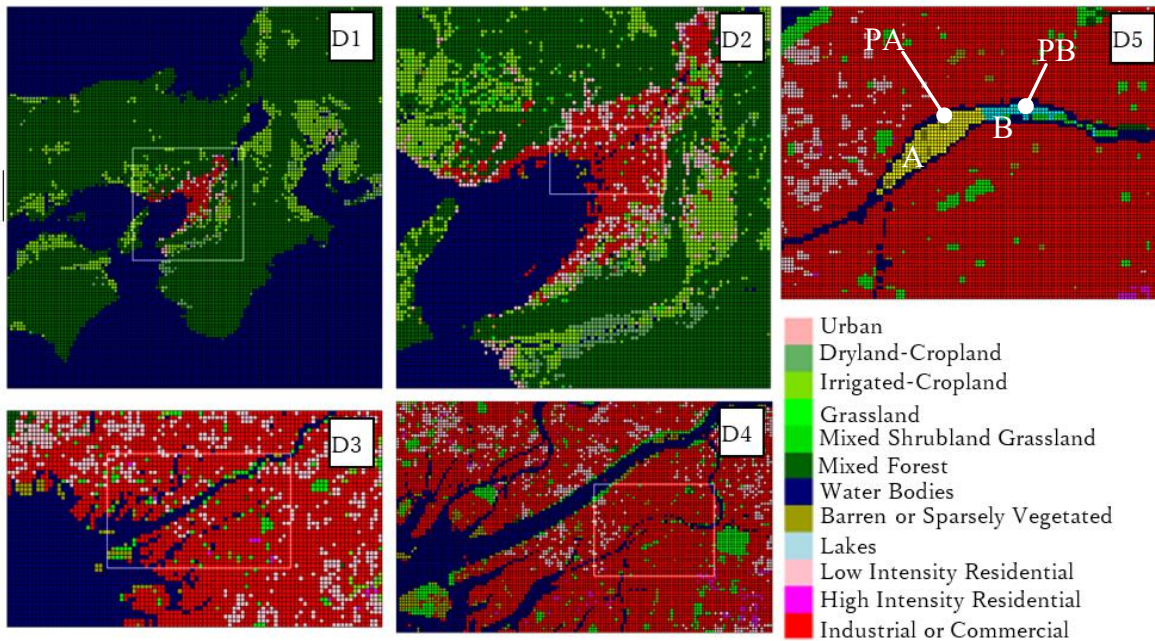 D1
D2
D5
PA
PB
B
A
D3
D4
Urban
Dryland-Cropland
Irrigated-Cropland
Grassland
Mixed Shrubland Grassland
Mixed Forest
Water Bodies
Barren or Sparsely Vegetated
Lakes
Low Intensity Residential
High Intensity Residential
Industrial or Commercial